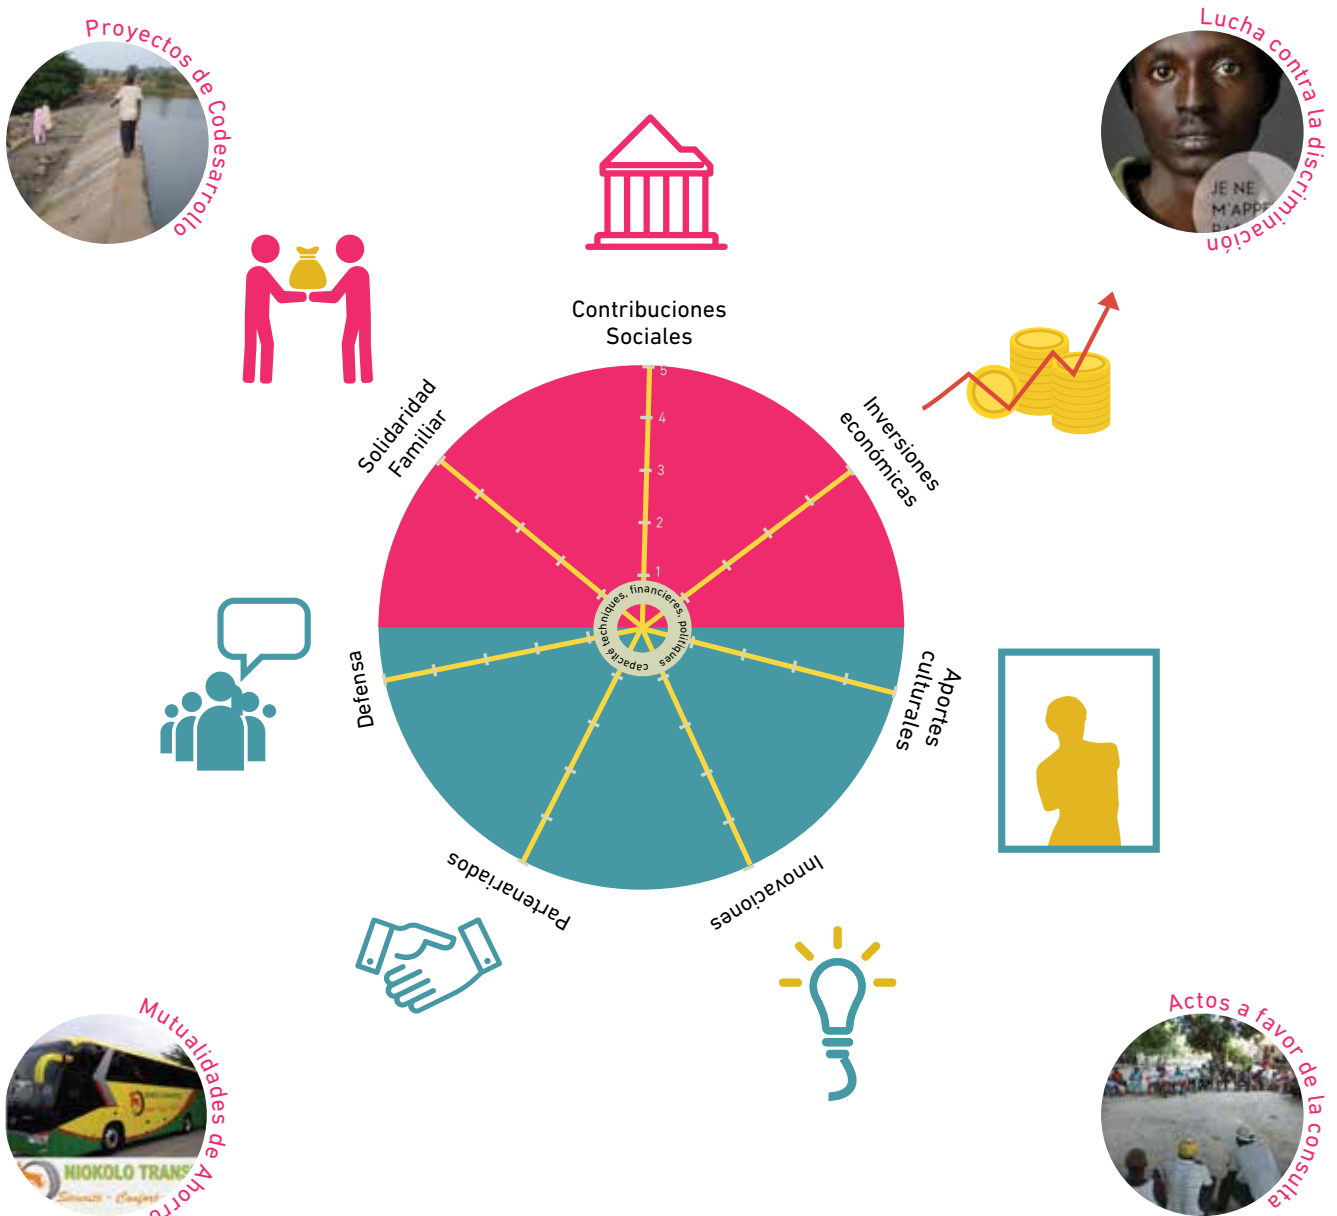 Proyectos de Codesarrollo
Lucha contra la discriminación
JE NE
M'APPE
Contribuciones
Sociales
Solidaridad
Familiar
Inversiones
económicas
5
4
3
2
1
capacité techniques, financieres, politiques
Defensa
Aportes
culturales
Partenariados
Innovaciones
Mutualidades de Ahorro
NIOKOLO TRANS
Actos a favor de la consulta